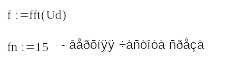 f :=fft(Ud)
fn :=15 - âåðõíÿÿ ÷àñòîòà ñðåçà